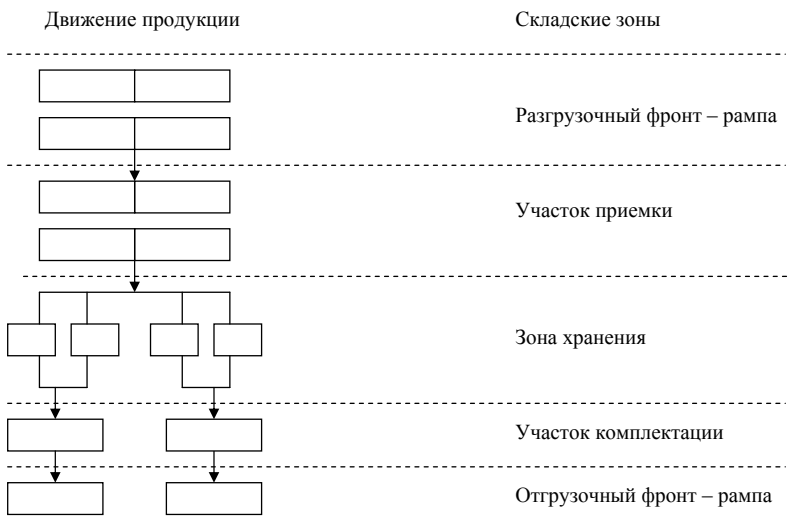 Движение продукции
Складские зоны
Разгрузочный фронт – рампа
Участок приемки
Зона хранения
Участок комплектации
Отгрузочный фронт – рампа